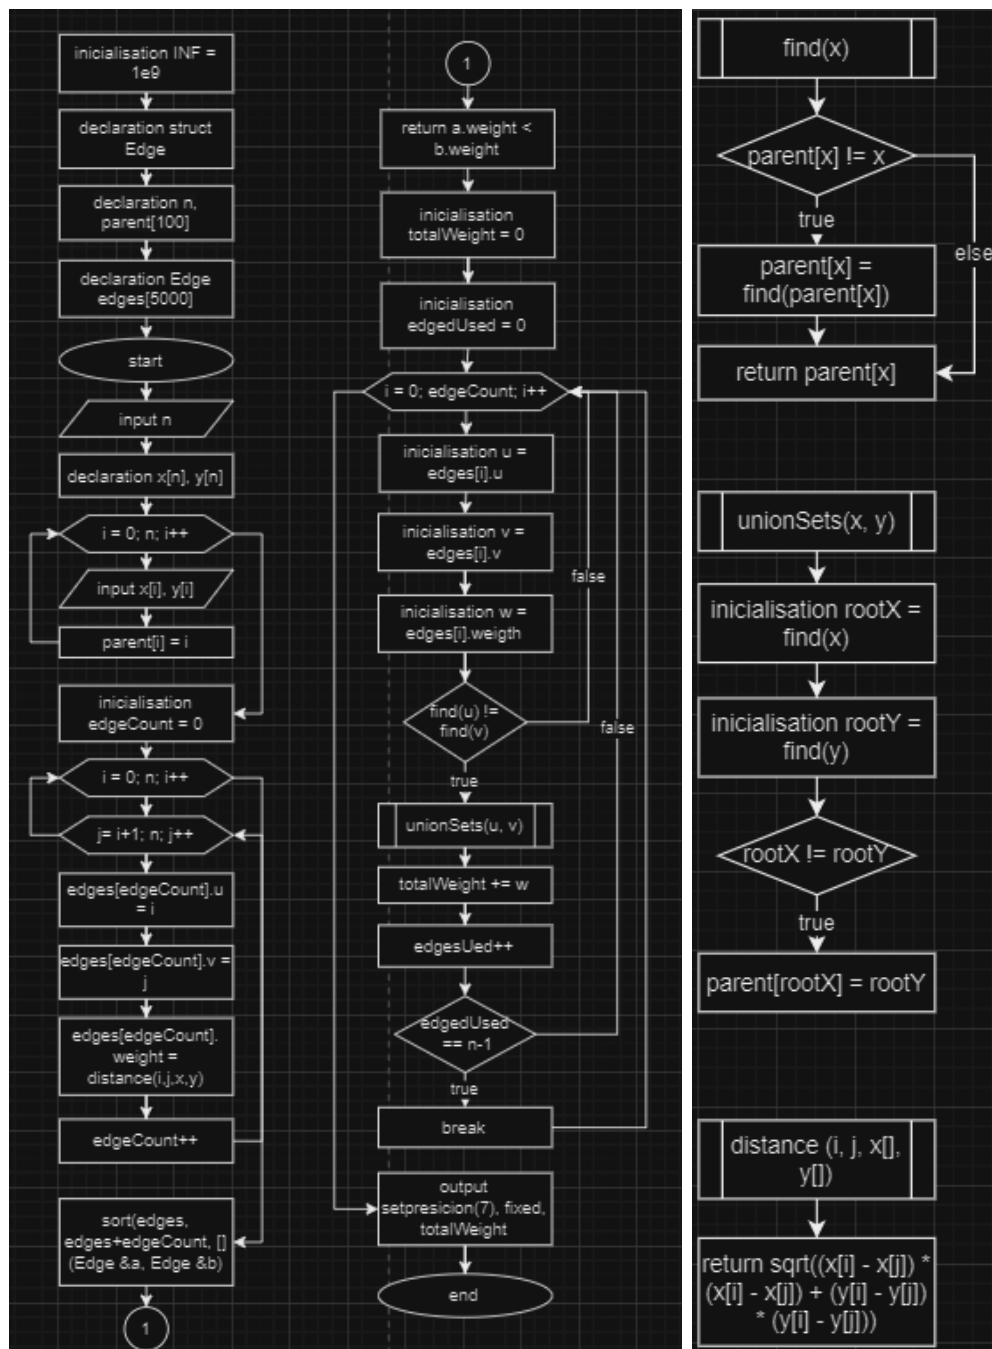 inicialisation INF =
1e9
declaration struct
Edge
declaration n,
parent[100]
declaration Edge
edges[5000]
start
input n
declaration x[n], y[n]
i = 0; n; i++
input x[i], y[i]
parent[i] = i
inicialisation
edgeCount = 0
i = 0; n; i++
j= i+1; n; j++
edges[edgeCount].u
= i
edges[edgeCount].v =
j
edges[edgeCount].
weight =
distance(i,j,x,y)
edgeCount++
sort(edges,
edges+edgeCount, []
(Edge &a, Edge &b)
1
1
return a.weight <
b.weight
inicialisation
totalWeight = 0
inicialisation
edgedUsed = 0
i = 0; edgeCount; i++
inicialisation u =
edges[i].u
inicialisation v =
edges[i].v
false
inicialisation w =
edges[i].weigth
find(u) !=
find(v)
false
true
unionSets(u, v)
totalWeight += w
edgesUed++
edgedUsed
== n-1
true
break
output
setpresicion(7), fixed,
totalWeight
end
find(x)
parent[x] != x
true
else
parent[x] =
find(parent[x])
return parent[x]
unionSets(x, y)
inicialisation rootX =
find(x)
inicialisation rootY =
find(y)
rootX != rootY
true
parent[rootX] = rootY
distance (i, j, x[],
y[])
return sqrt((x[i] - x[j]) *
(x[i] - x[j]) + (y[i] - y[j])
* (y[i] - y[j]))